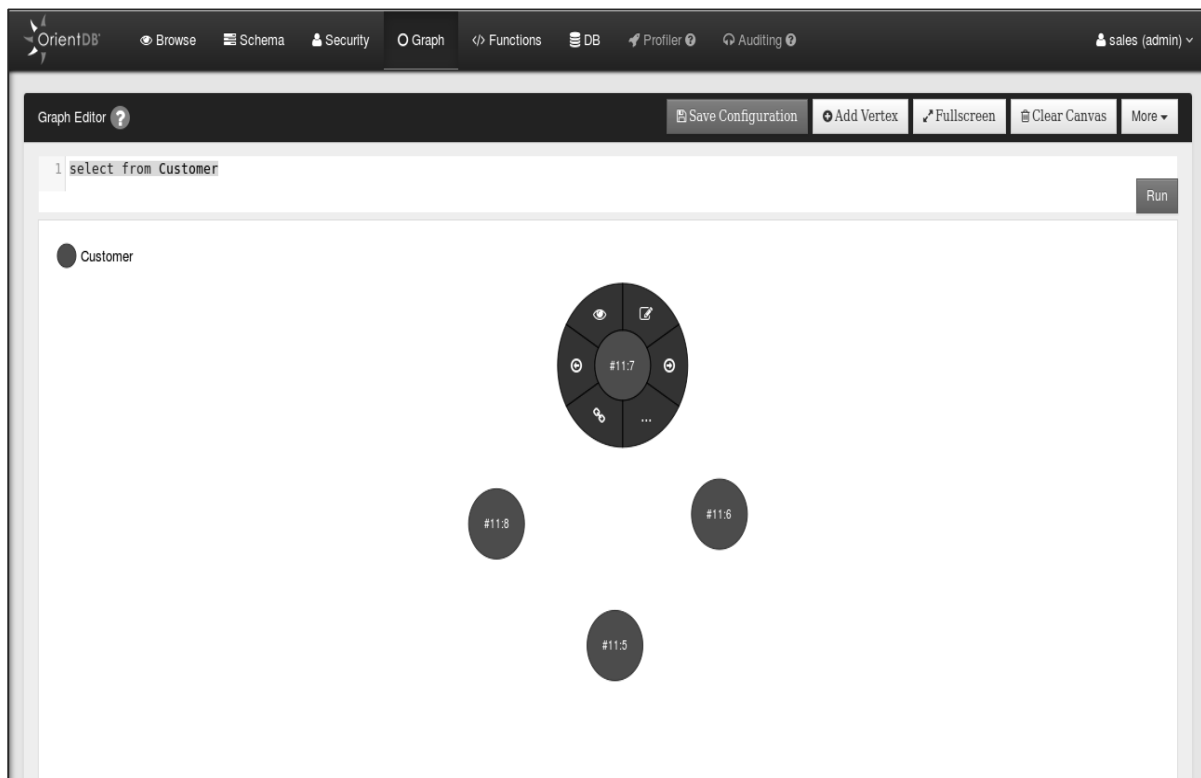 OrientDB Browse Schema Security Graph Functions DB Profiler Auditing sales (admin)
Graph Editor ? Save Configuration Add Vertex Fullscreen Clear Canvas More
1 select from Customer
Run
Customer
#11:7
...
#11:8
#11:6
#11:5